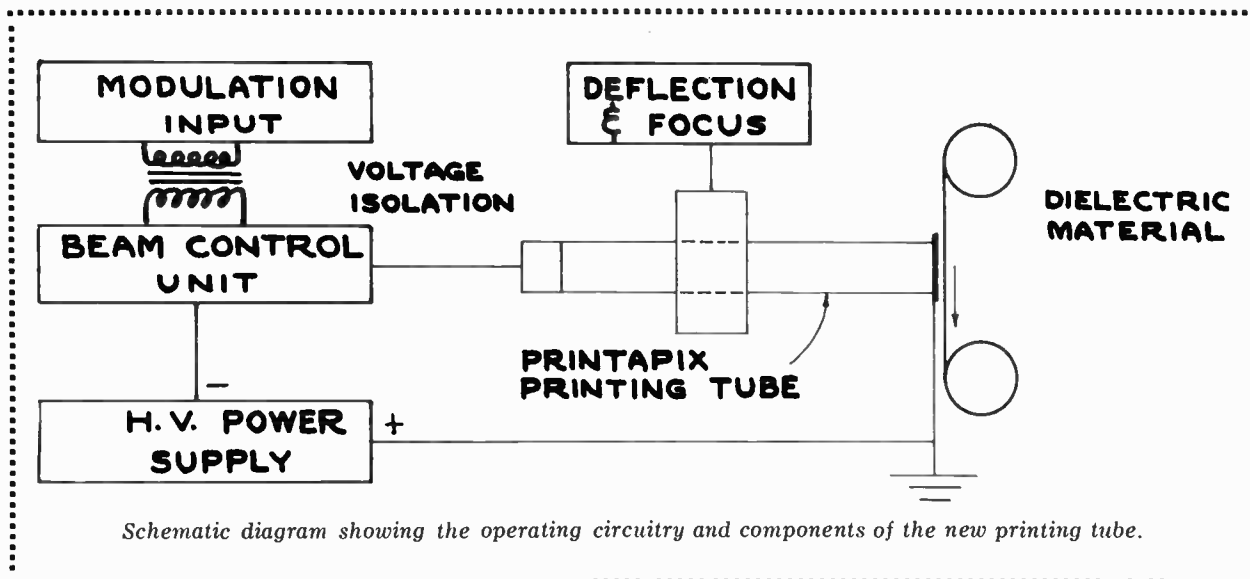 MODULATION
INPUT
DEFLECTION
& FOCUS
VOLTAGE
ISOLATION
DIELECTRIC
MATERIAL
BEAM CONTROL
UNIT
PRINTAPIX
PRINTING TUBE
−
H.V. POWER
SUPPLY
+
Schematic diagram showing the operating circuitry and components of the new printing tube.